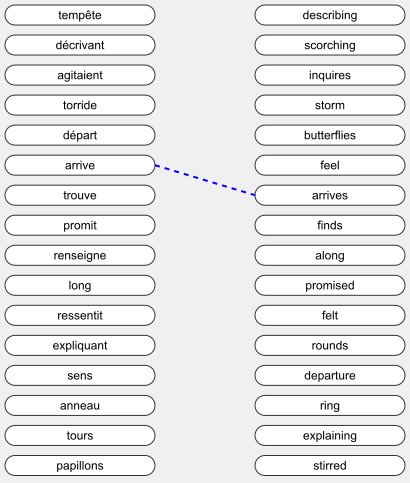 tempête describing
décrivant scorching
agitaient inquires
torride storm
départ butterflies
arrive feel
trouve arrives
promit finds
renseigne along
long promised
ressentit felt
expliquant rounds
sens departure
anneau ring
tours explaining
papillons stirred